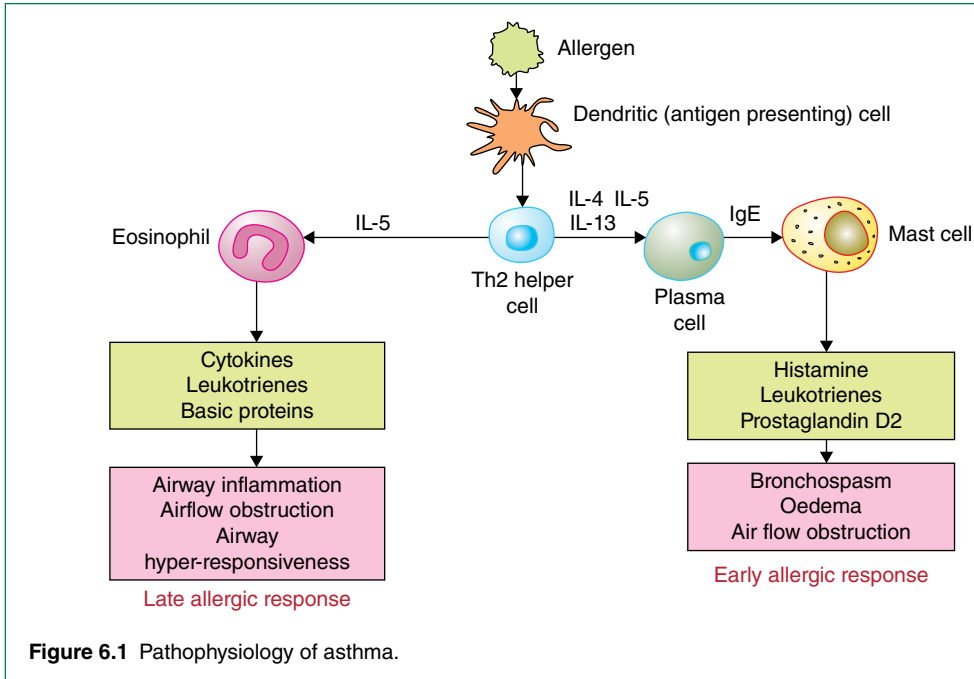 Allergen
Dendritic (antigen presenting) cell
IL-4 IL-5
IL-13
IgE
IL-5
Eosinophil
Th2 helper
cell
Plasma
cell
Mast cell
Cytokines
Leukotrienes
Basic proteins
Histamine
Leukotrienes
Prostaglandin D2
Airway inflammation
Airflow obstruction
Airway
hyper-responsiveness
Bronchospasm
Oedema
Air flow obstruction
Late allergic response
Early allergic response
Figure 6.1 Pathophysiology of asthma.